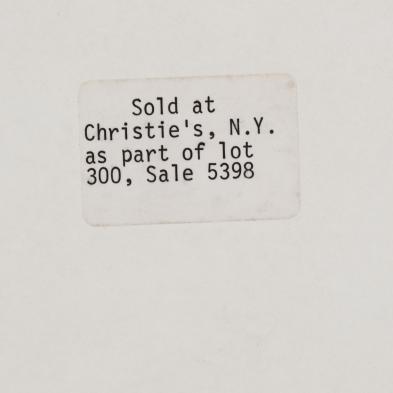 Sold at
Christie's, N.Y.
as part of lot
300, Sale 5398